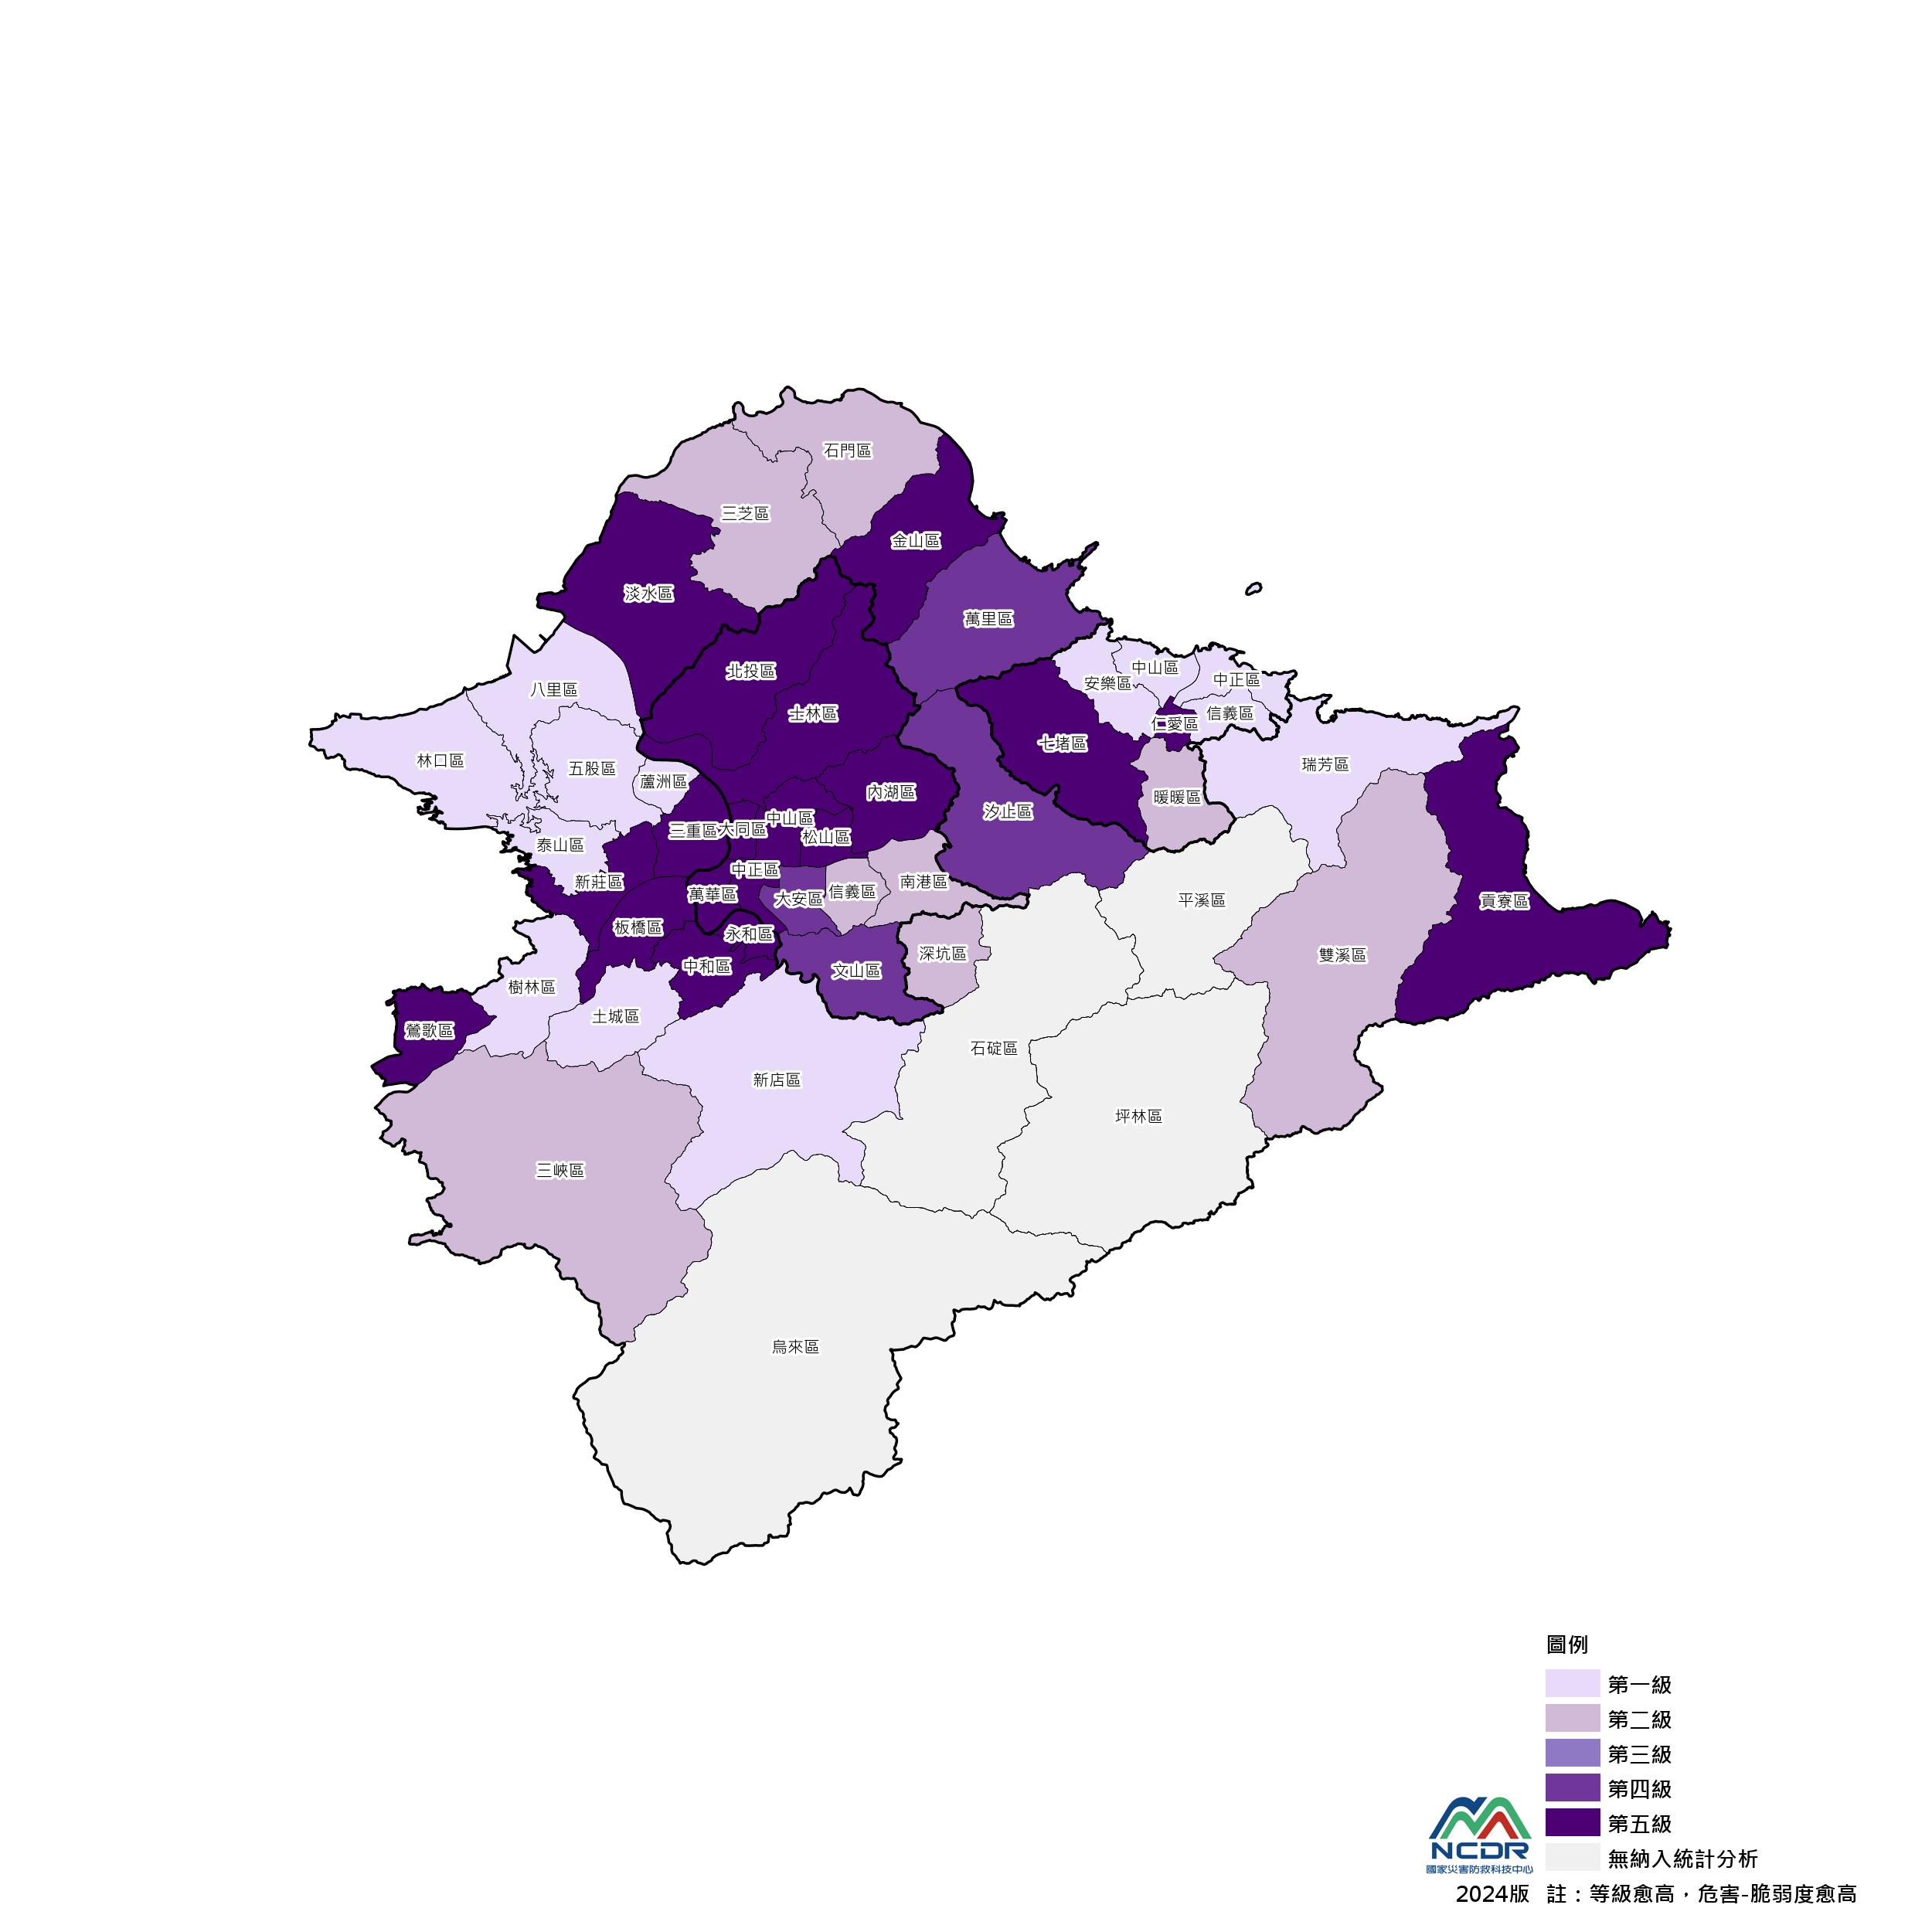 石門區
三芝區
金山區
淡水區
萬里區
北投區
中山區
安樂區
中正區
八里區
士林區
信義區
仁愛區
七堵區
林口區
五股區
瑞芳區
蘆洲區
內湖區
暖暖區
汐止區
中山區
三重區
大同區
松山區
泰山區
中正區
新莊區
南港區
信義區
萬華區
大安區
平溪區
貢寮區
板橋區
永和區
深坑區
雙溪區
中和區
文山區
樹林區
土城區
鶯歌區
石碇區
新店區
坪林區
三峽區
烏來區
圖例
第一級
第二級
第三級
第四級
第五級
無納入統計分析
NCDR
國家災害防救科技中心
2024版 註：等級愈高，危害-脆弱度愈高